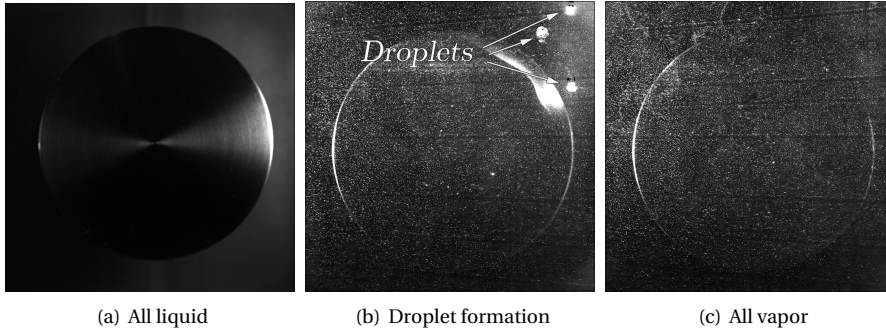 Droplets
(a) All liquid
(b) Droplet formation
(c) All vapor